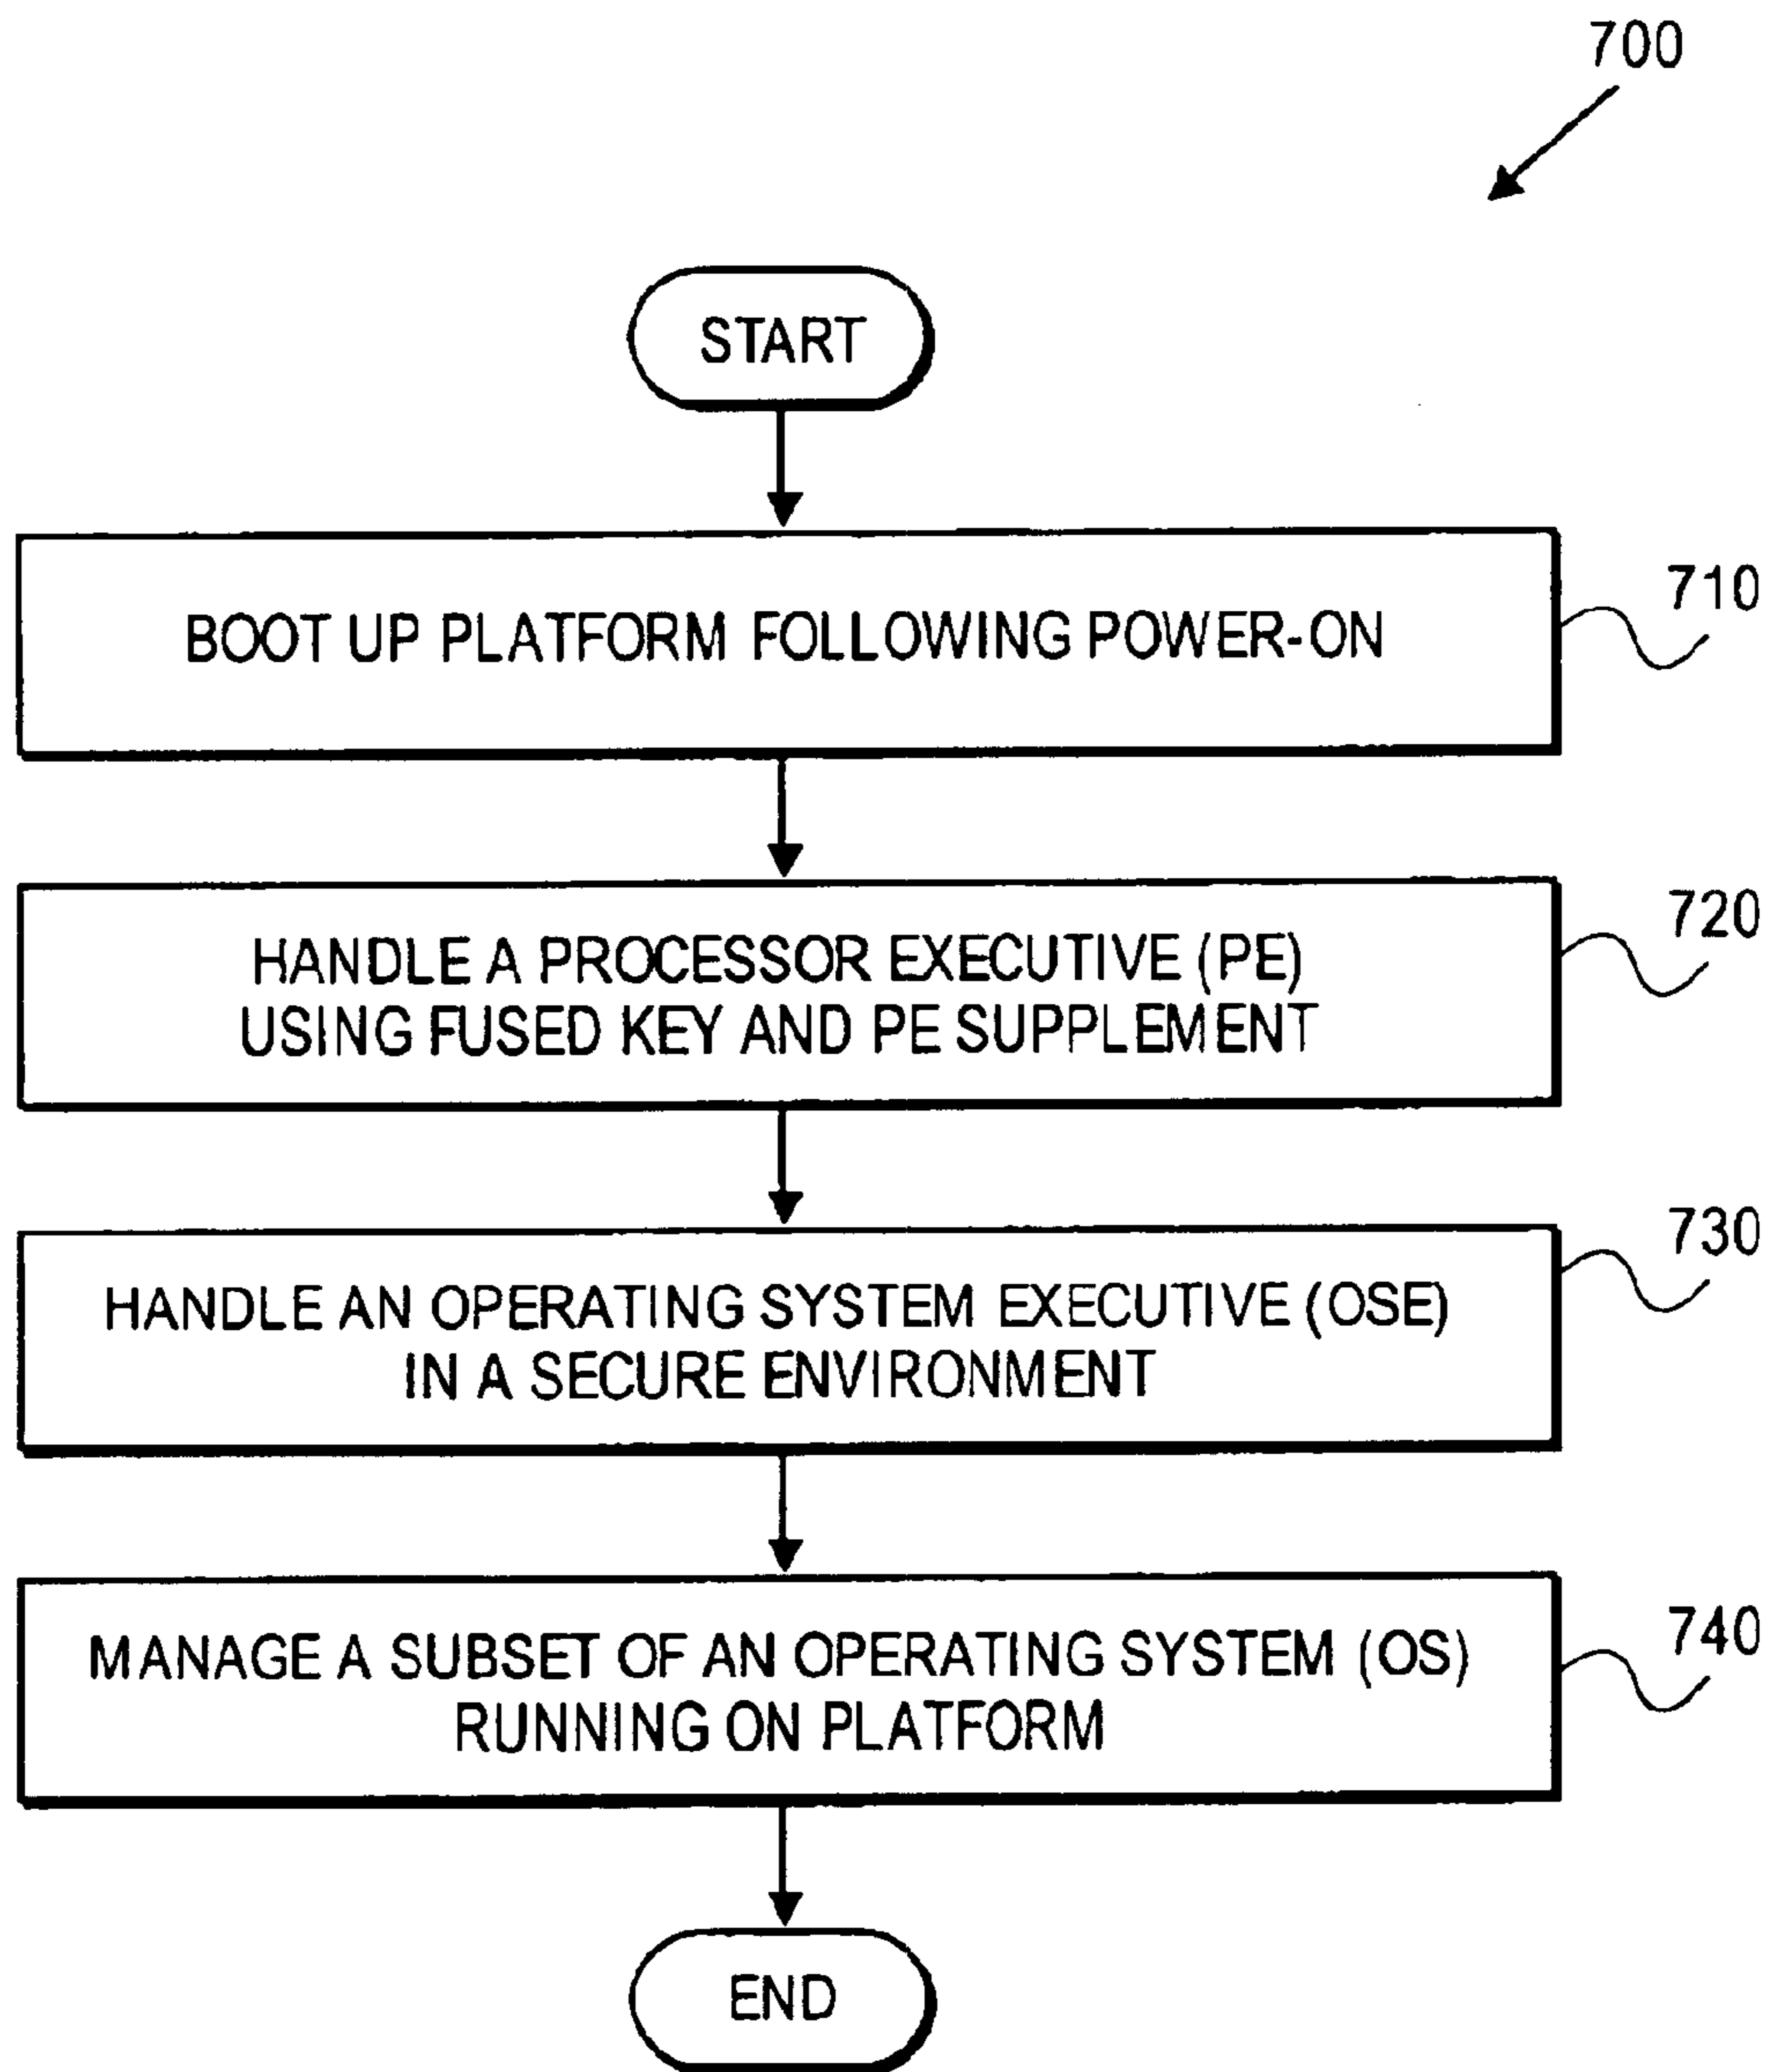 700
START
BOOT UP PLATFORM FOLLOWING POWER-ON
710
HANDLE A PROCESSOR EXECUTIVE (PE)
USING FUSED KEY AND PE SUPPLEMENT
720
HANDLE AN OPERATING SYSTEM EXECUTIVE (OSE)
IN A SECURE ENVIRONMENT
730
MANAGE A SUBSET OF AN OPERATING SYSTEM (OS)
RUNNING ON PLATFORM
740
END